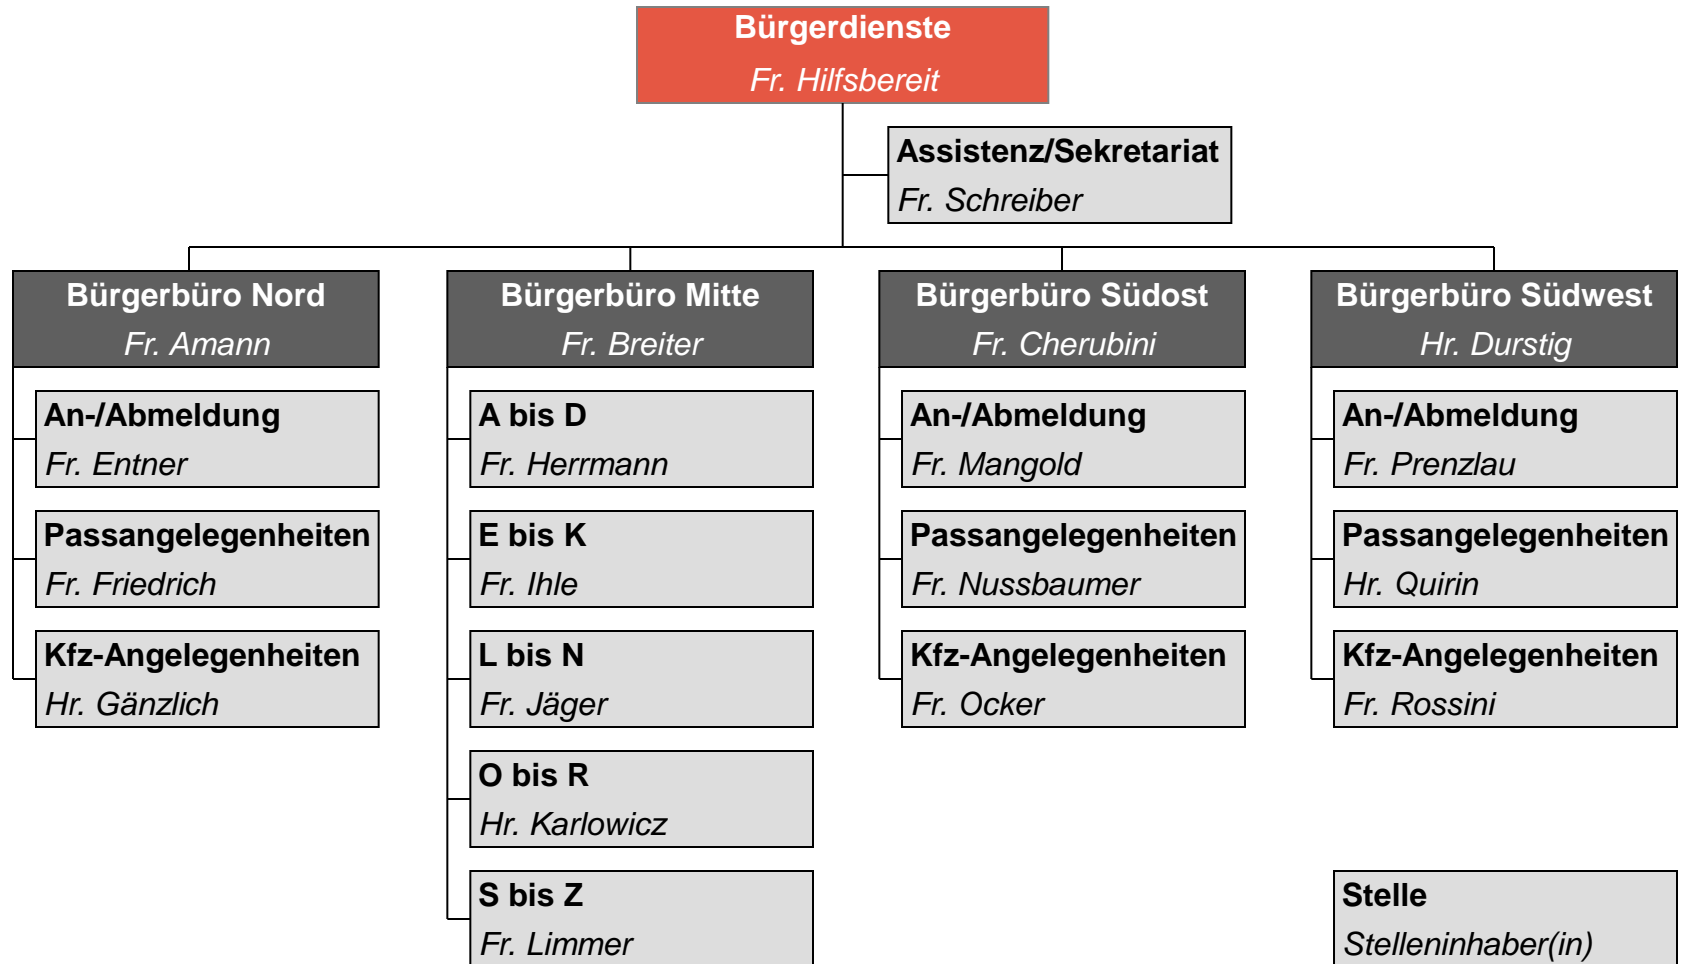 Bürgerdienste
Fr. Hilfsbereit
Assistenz/Sekretariat
Fr. Schreiber
Bürgerbüro Nord
Fr. Amann
An-/Abmeldung
Fr. Entner
Passangelegenheiten
Fr. Friedrich
Kfz-Angelegenheiten
Hr. Gänzlich
Bürgerbüro Mitte
Fr. Breiter
A bis D
Fr. Herrmann
E bis K
Fr. Ihle
L bis N
Fr. Jäger
O bis R
Hr. Karlowicz
S bis Z
Fr. Limmer
Bürgerbüro Südost
Fr. Cherubini
An-/Abmeldung
Fr. Mangold
Passangelegenheiten
Fr. Nussbaumer
Kfz-Angelegenheiten
Fr. Ocker
Bürgerbüro Südwest
Hr. Durstig
An-/Abmeldung
Fr. Prenzlau
Passangelegenheiten
Hr. Quirin
Kfz-Angelegenheiten
Fr. Rossini
Stelle
Stelleninhaber(in)